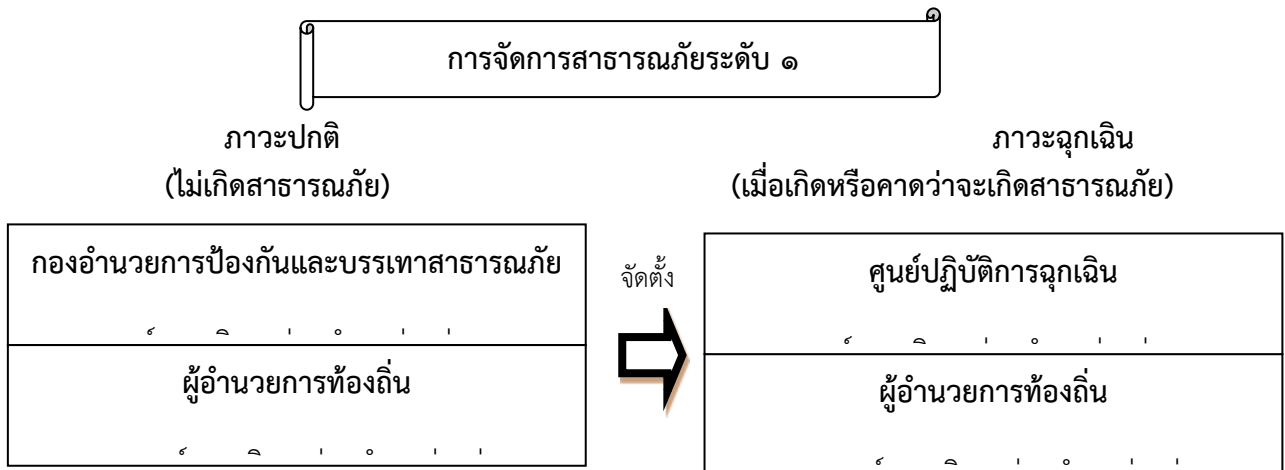 การจัดการสาธารณภัยระดับ ๑
ภาวะปกติ
(ไม่เกิดสาธารณภัย)
ภาวะฉุกเฉิน
(เมื่อเกิดหรือคาดว่าจะเกิดสาธารณภัย)
กองอำนวยการป้องกันและบรรเทาสาธารณภัย
ผู้อำนวยการท้องถิ่น
จัดตั้ง
ศูนย์ปฏิบัติการฉุกเฉิน
ผู้อำนวยการท้องถิ่น